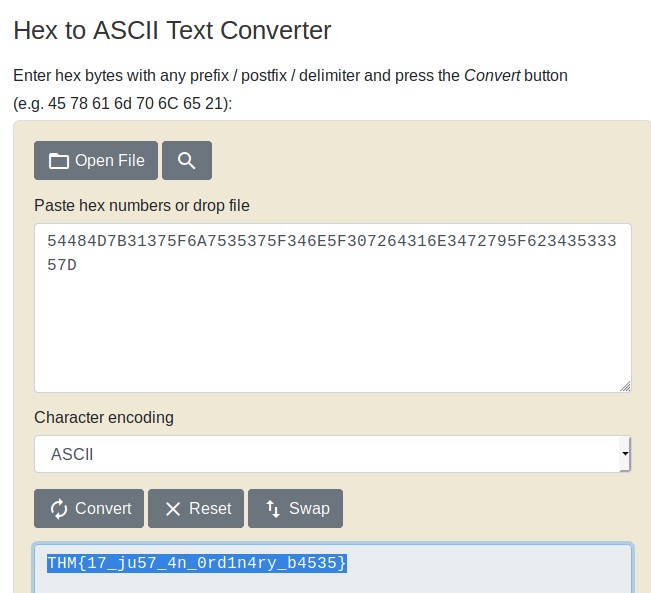 Hex to ASCII Text Converter
Enter hex bytes with any prefix / postfix / delimiter and press the Convert button
(e.g. 45 78 61 6d 70 6C 65 21):
Open File
Paste hex numbers or drop file
54484D7B31375F6A7535375F346E5F307264316E3472795F623435333
57D
Character encoding
ASCII
Convert Reset Swap
THM{17_ju57_4n_0rd1n4ry_b4535}